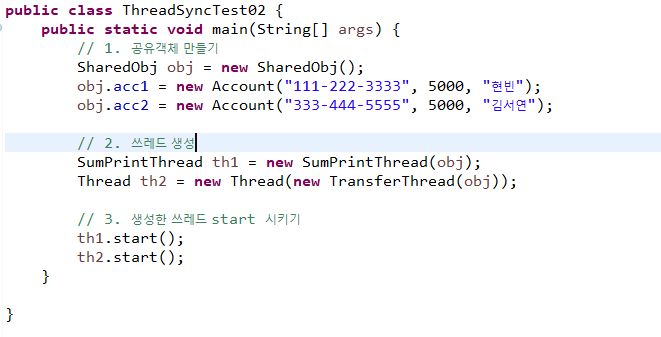 public class ThreadSyncTest02 {
    public static void main(String[] args) {
        // 1. 공유객체 만들기
        SharedObj obj = new SharedObj();
        obj.acc1 = new Account("111-222-3333", 5000, "현빈");
        obj.acc2 = new Account("333-444-5555", 5000, "김서연");

        // 2. 쓰레드 생성
        SumPrintThread th1 = new SumPrintThread(obj);
        Thread th2 = new Thread(new TransferThread(obj));

        // 3. 생성한 쓰레드 start 시키기
        th1.start();
        th2.start();
    }

}